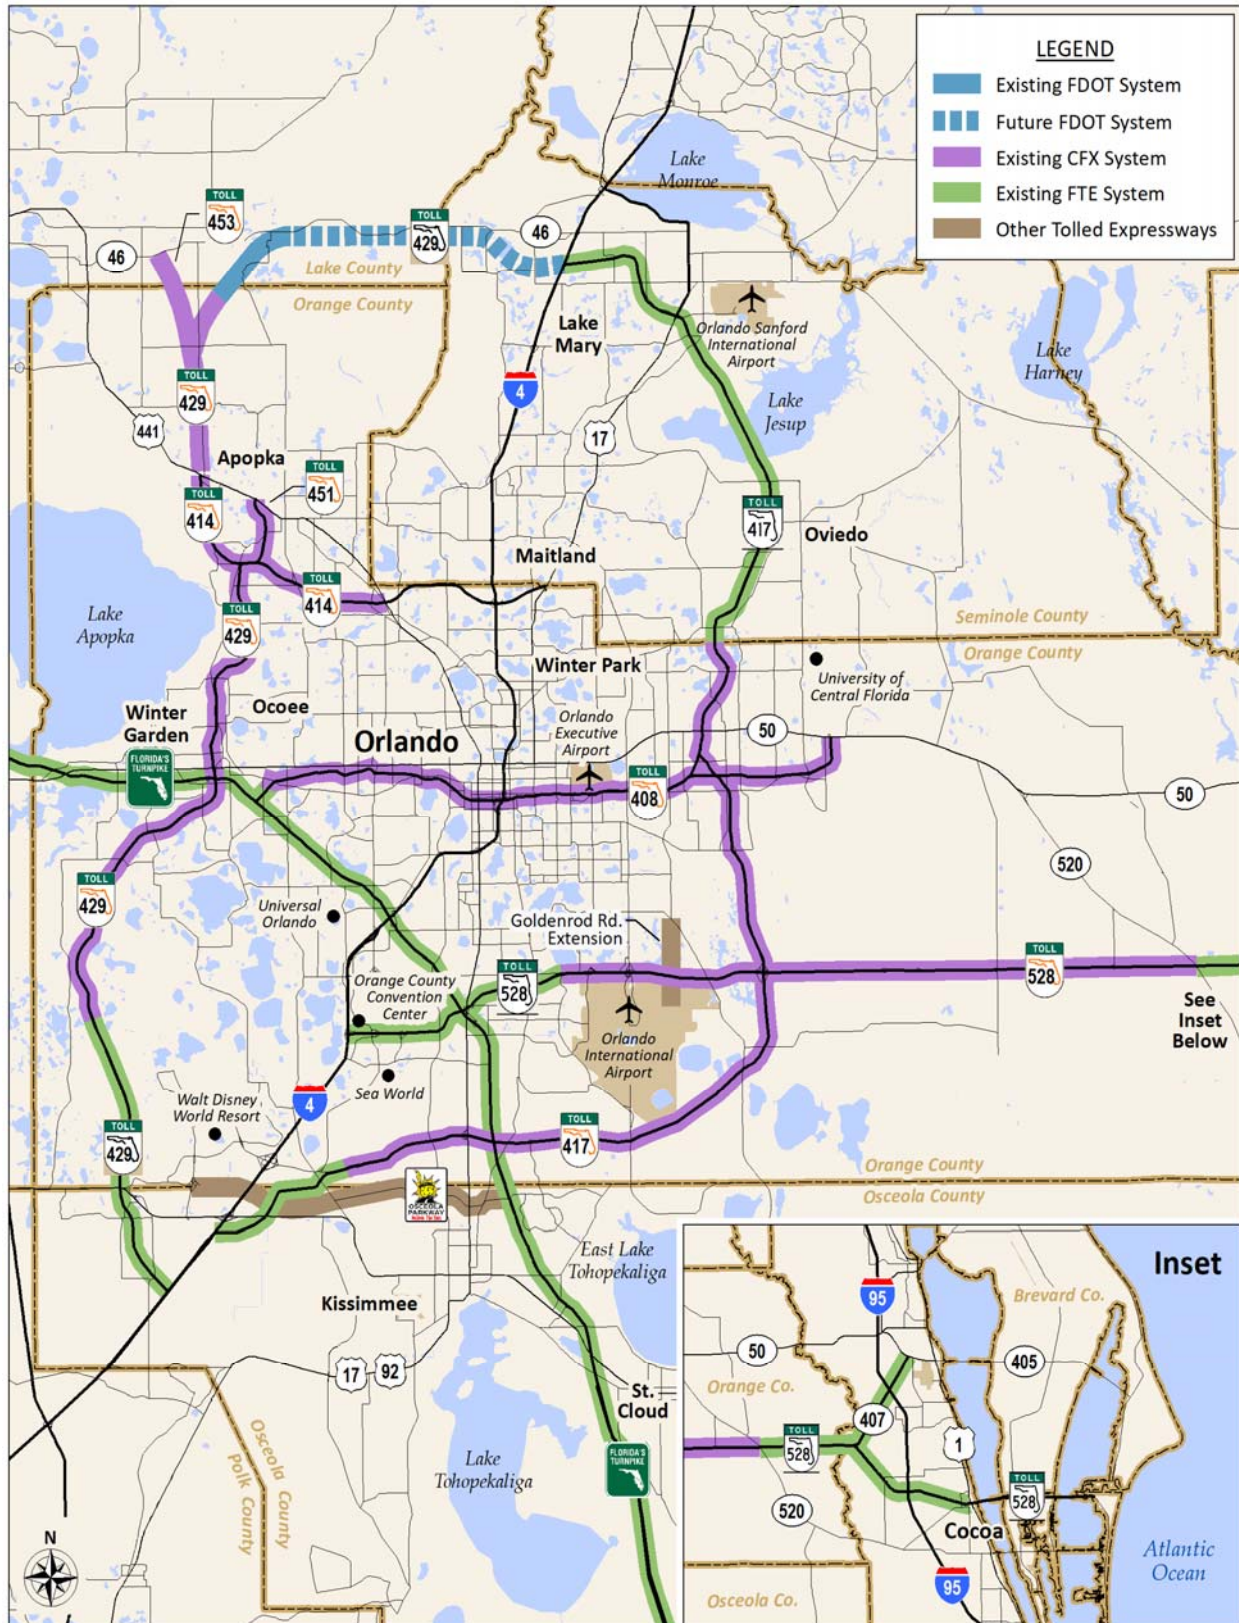 LEGEND
Existing FDOT System
Future FDOT System
Existing CFX System
Existing FTE System
Other Tolled Expressways
Lake
Monroe
TOLL
453
TOLL
429
46
46
Lake County
Orange County
Lake
Mary
Orlando Sanford
International
Airport
Lake
Harney
4
TOLL
429
Lake
Jesup
441
17
Apopka
TOLL
451
TOLL
414
TOLL
417
Oviedo
Maitland
TOLL
414
Lake
Apopka
TOLL
429
Seminole County
Orange County
Winter Park
University of
Central Florida
Ocoee
Winter
Garden
Orlando
Orlando
Executive
Airport
50
FLORIDA'S
TURNPIKE
TOLL
408
50
520
TOLL
429
Universal
Orlando
Goldenrod Rd.
Extension
Orange County
Convention
Center
TOLL
528
TOLL
528
See
Inset
Below
Orlando
International
Airport
Sea World
Walt Disney
World Resort
4
TOLL
429
TOLL
417
Orange County
Osceola County
OSCEOLA
PARKWAY
East Lake
Tohopekaliga
Kissimmee
17
92
St.
Cloud
Osceola County
Polk County
Lake
Tohopekaliga
FLORIDA'S
TURNPIKE
N
Inset
95
Brevard Co.
50
405
Orange Co.
407
TOLL
528
1
TOLL
528
520
Cocoa
Atlantic
Ocean
95
Osceola Co.